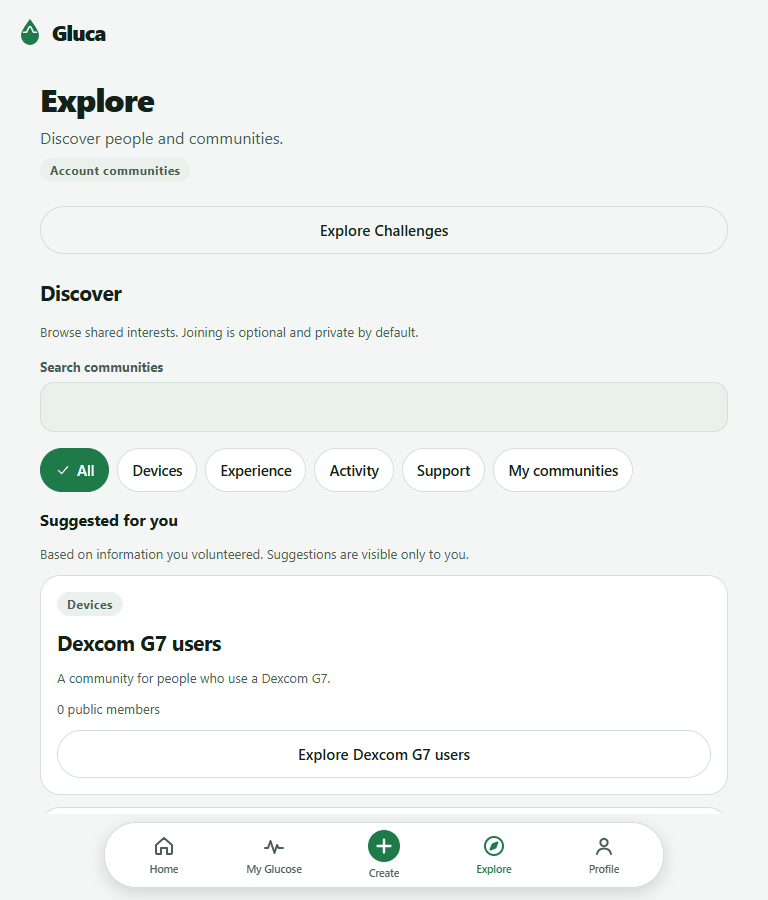 Gluca
Explore
Discover people and communities.
Account communities
Explore Challenges
Discover
Browse shared interests. Joining is optional and private by default.
Search communities
All
Devices
Experience
Activity
Support
My communities
Suggested for you
Based on information you volunteered. Suggestions are visible only to you.
Devices
Dexcom G7 users
A community for people who use a Dexcom G7.
0 public members
Explore Dexcom G7 users
Home
My Glucose
Create
Explore
Profile